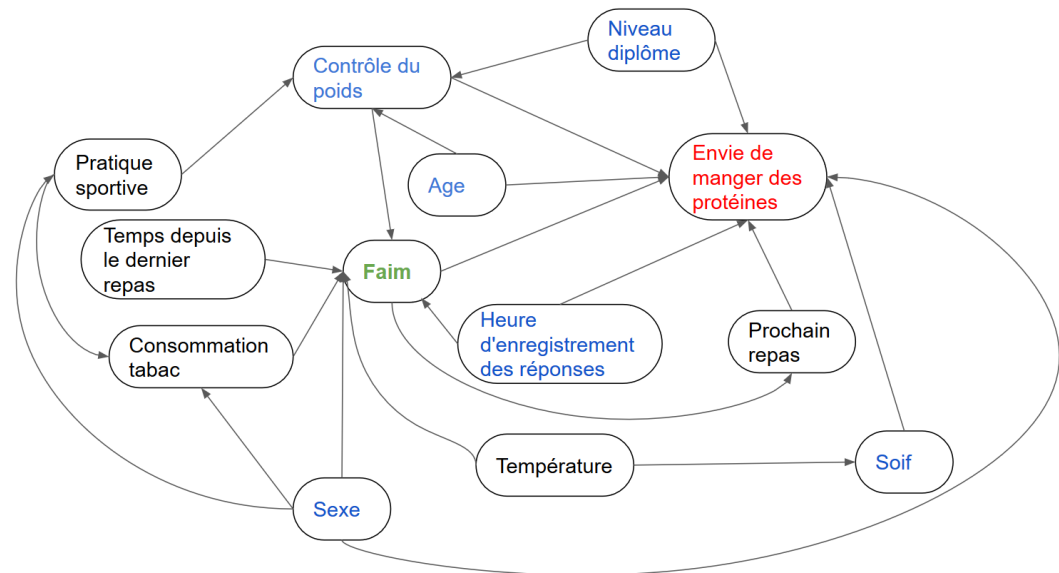 Niveau
diplôme
Contrôle du
poids
Envie de
manger des
protéines
Pratique
sportive
Age
Temps depuis
le dernier
repas
Faim
Heure
d'enregistrement
des réponses
Prochain
repas
Consommation
tabac
Température
Soif
Sexe